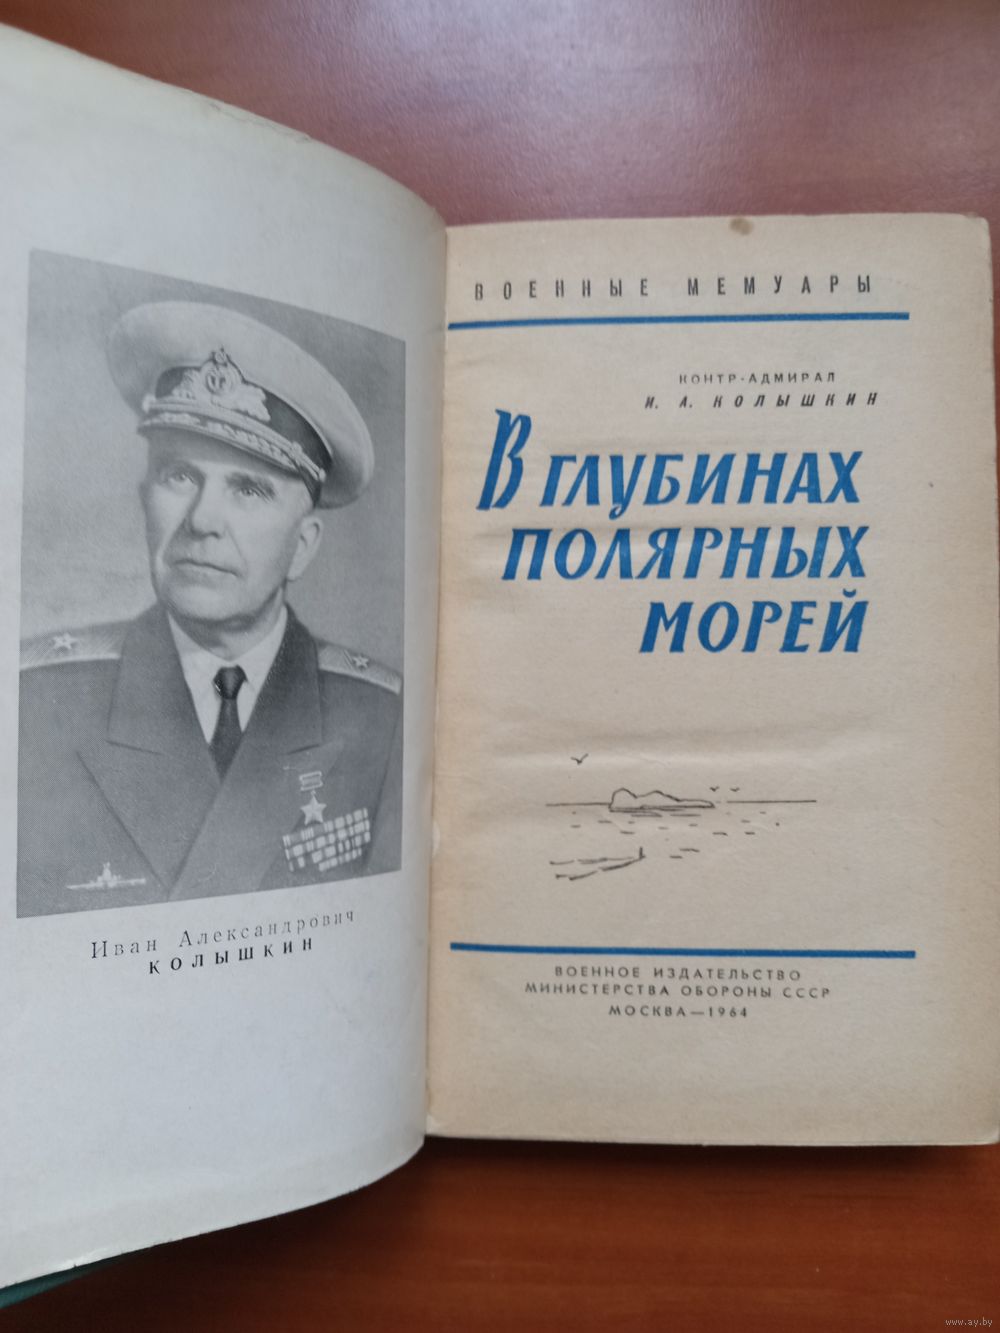 Иван Александрович
КОЛЫШКИН
ВОЕННЫЕ МЕМУАРЫ
КОНТР-АДМИРАЛ
И. А. КОЛЫШКИН
В ГЛУБИНАХ
ПОЛЯРНЫХ
МОРЕЙ
ВОЕННОЕ ИЗДАТЕЛЬСТВО
МИНИСТЕРСТВА ОБОРОНЫ СССР
МОСКВА—1964
www.ay.by